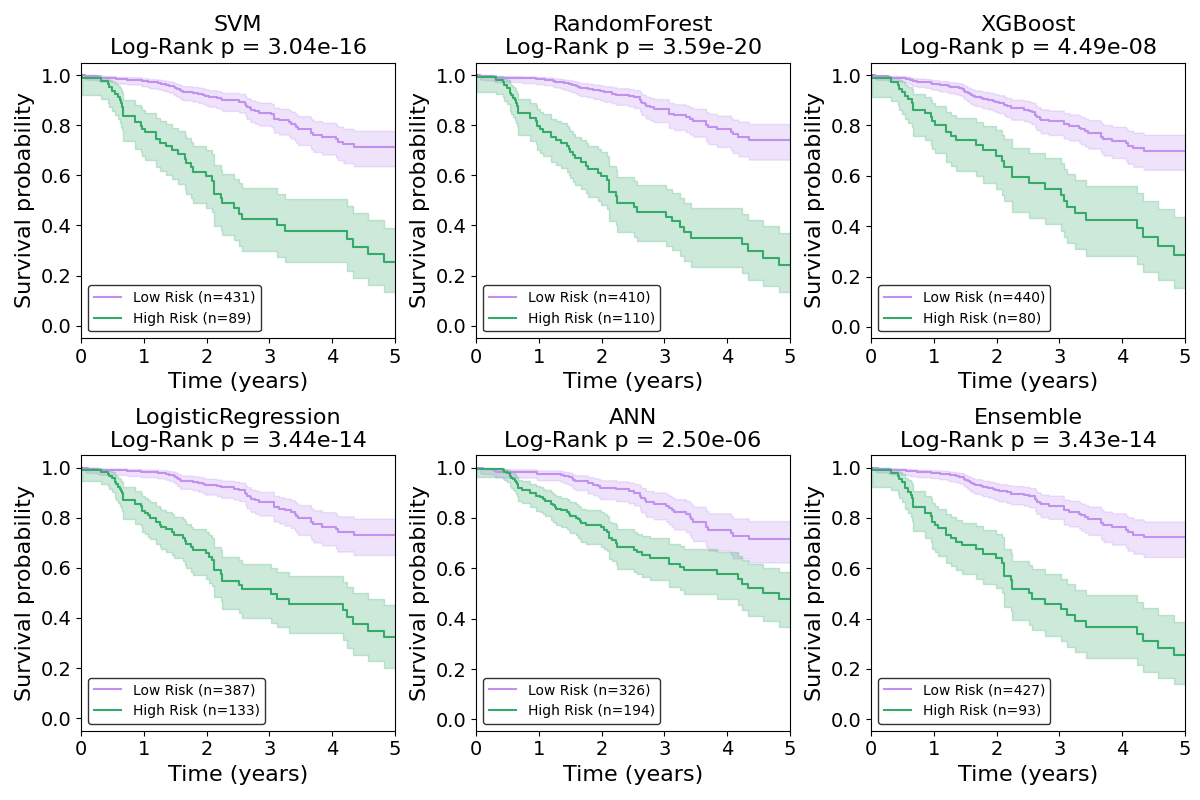 SVM
Log-Rank p = 3.04e-16
Survival probability
1.0
0.8
0.6
0.4
0.2
0.0
Low Risk (n=431)
High Risk (n=89)
0 1 2 3 4 5
Time (years)
RandomForest
Log-Rank p = 3.59e-20
Survival probability
1.0
0.8
0.6
0.4
0.2
0.0
Low Risk (n=410)
High Risk (n=110)
0 1 2 3 4 5
Time (years)
XGBoost
Log-Rank p = 4.49e-08
Survival probability
1.0
0.8
0.6
0.4
0.2
0.0
Low Risk (n=440)
High Risk (n=80)
0 1 2 3 4 5
Time (years)
LogisticRegression
Log-Rank p = 3.44e-14
Survival probability
1.0
0.8
0.6
0.4
0.2
0.0
Low Risk (n=387)
High Risk (n=133)
0 1 2 3 4 5
Time (years)
ANN
Log-Rank p = 2.50e-06
Survival probability
1.0
0.8
0.6
0.4
0.2
0.0
Low Risk (n=326)
High Risk (n=194)
0 1 2 3 4 5
Time (years)
Ensemble
Log-Rank p = 3.43e-14
Survival probability
1.0
0.8
0.6
0.4
0.2
0.0
Low Risk (n=427)
High Risk (n=93)
0 1 2 3 4 5
Time (years)